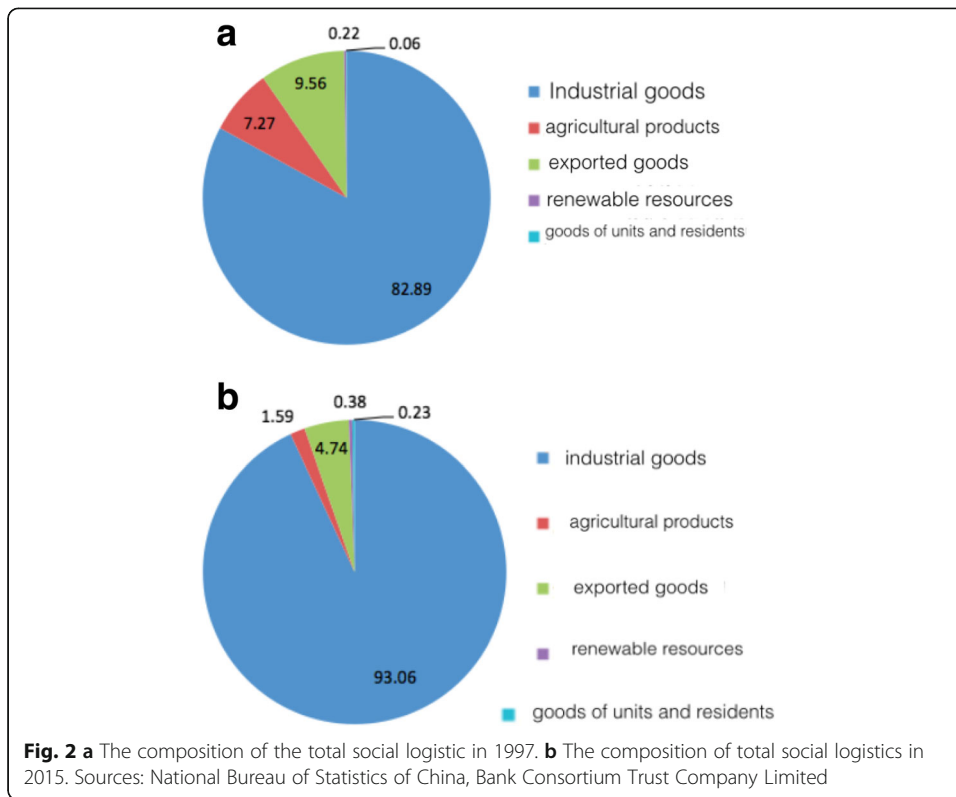 a
0.22
0.06
9.56
7.27
82.89
Industrial goods
agricultural products
exported goods
renewable resources
goods of units and residents
b
0.38
0.23
1.59
4.74
93.06
industrial goods
agricultural products
exported goods
renewable resources
goods of units and residents
Fig. 2 a The composition of the total social logistic in 1997. b The composition of total social logistics in
2015. Sources: National Bureau of Statistics of China, Bank Consortium Trust Company Limited